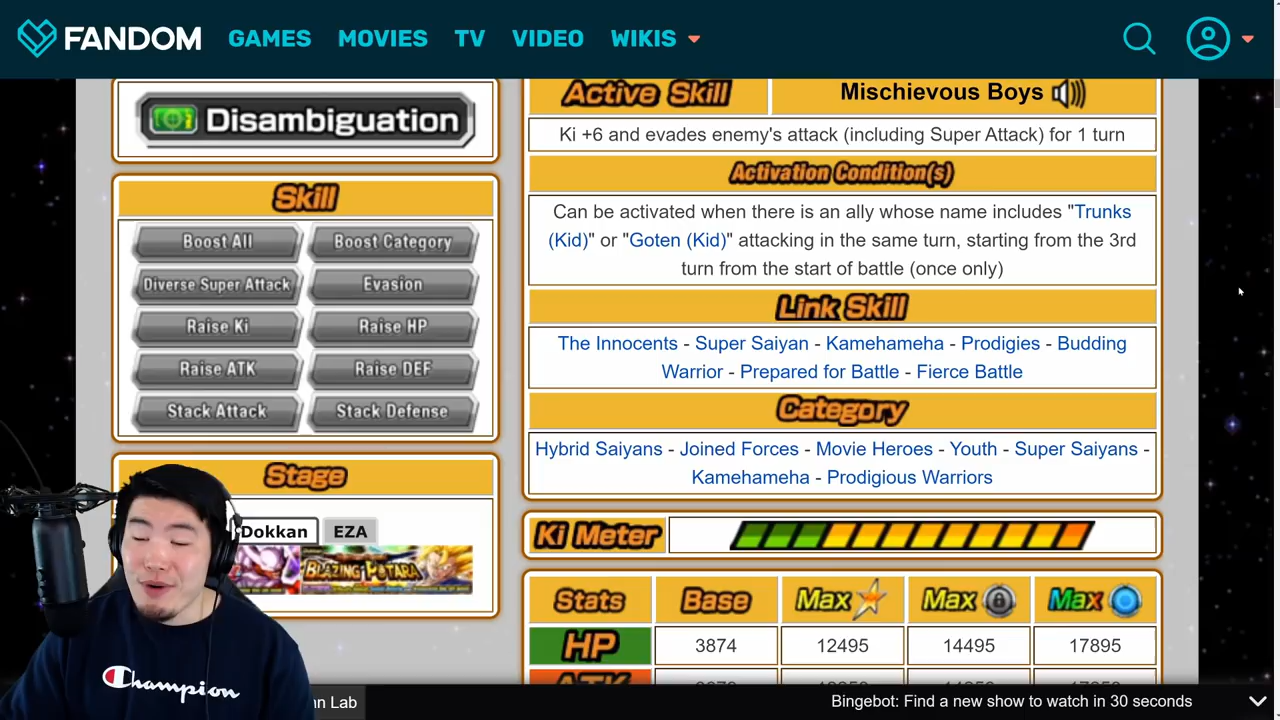 FANDOM GAMES MOVIES TV VIDEO WIKIS
Disambiguation
Skill
Boost All Boost Category
Diverse Super Attack Evasion
Raise Ki Raise HP
Raise ATK Raise DEF
Stack Attack Stack Defense
Stage
Dokkan EZA
BLAZING POTARA
Active Skill Mischievous Boys
Ki +6 and evades enemy's attack (including Super Attack) for 1 turn
Activation Condition(s)
Can be activated when there is an ally whose name includes "Trunks
(Kid)" or "Goten (Kid)" attacking in the same turn, starting from the 3rd
turn from the start of battle (once only)
Link Skill
The Innocents - Super Saiyan - Kamehameha - Prodigies - Budding
Warrior - Prepared for Battle - Fierce Battle
Category
Hybrid Saiyans - Joined Forces - Movie Heroes - Youth - Super Saiyans -
Kamehameha - Prodigious Warriors
Ki Meter
Stats Base Max Max Max
HP 3874 12495 14495 17895
ATK
Champion
Lab
Bingebot: Find a new show to watch in 30 seconds